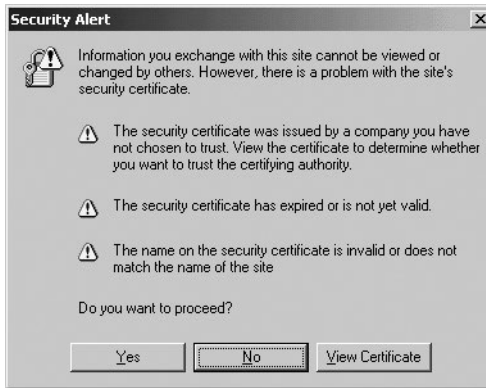 Security Alert
Information you exchange with this site cannot be viewed or
changed by others. However, there is a problem with the site's
security certificate.
The security certificate was issued by a company you have
not chosen to trust. View the certificate to determine whether
you want to trust the certifying authority.
The security certificate has expired or is not yet valid.
The name on the security certificate is invalid or does not
match the name of the site
Do you want to proceed?
Yes No View Certificate